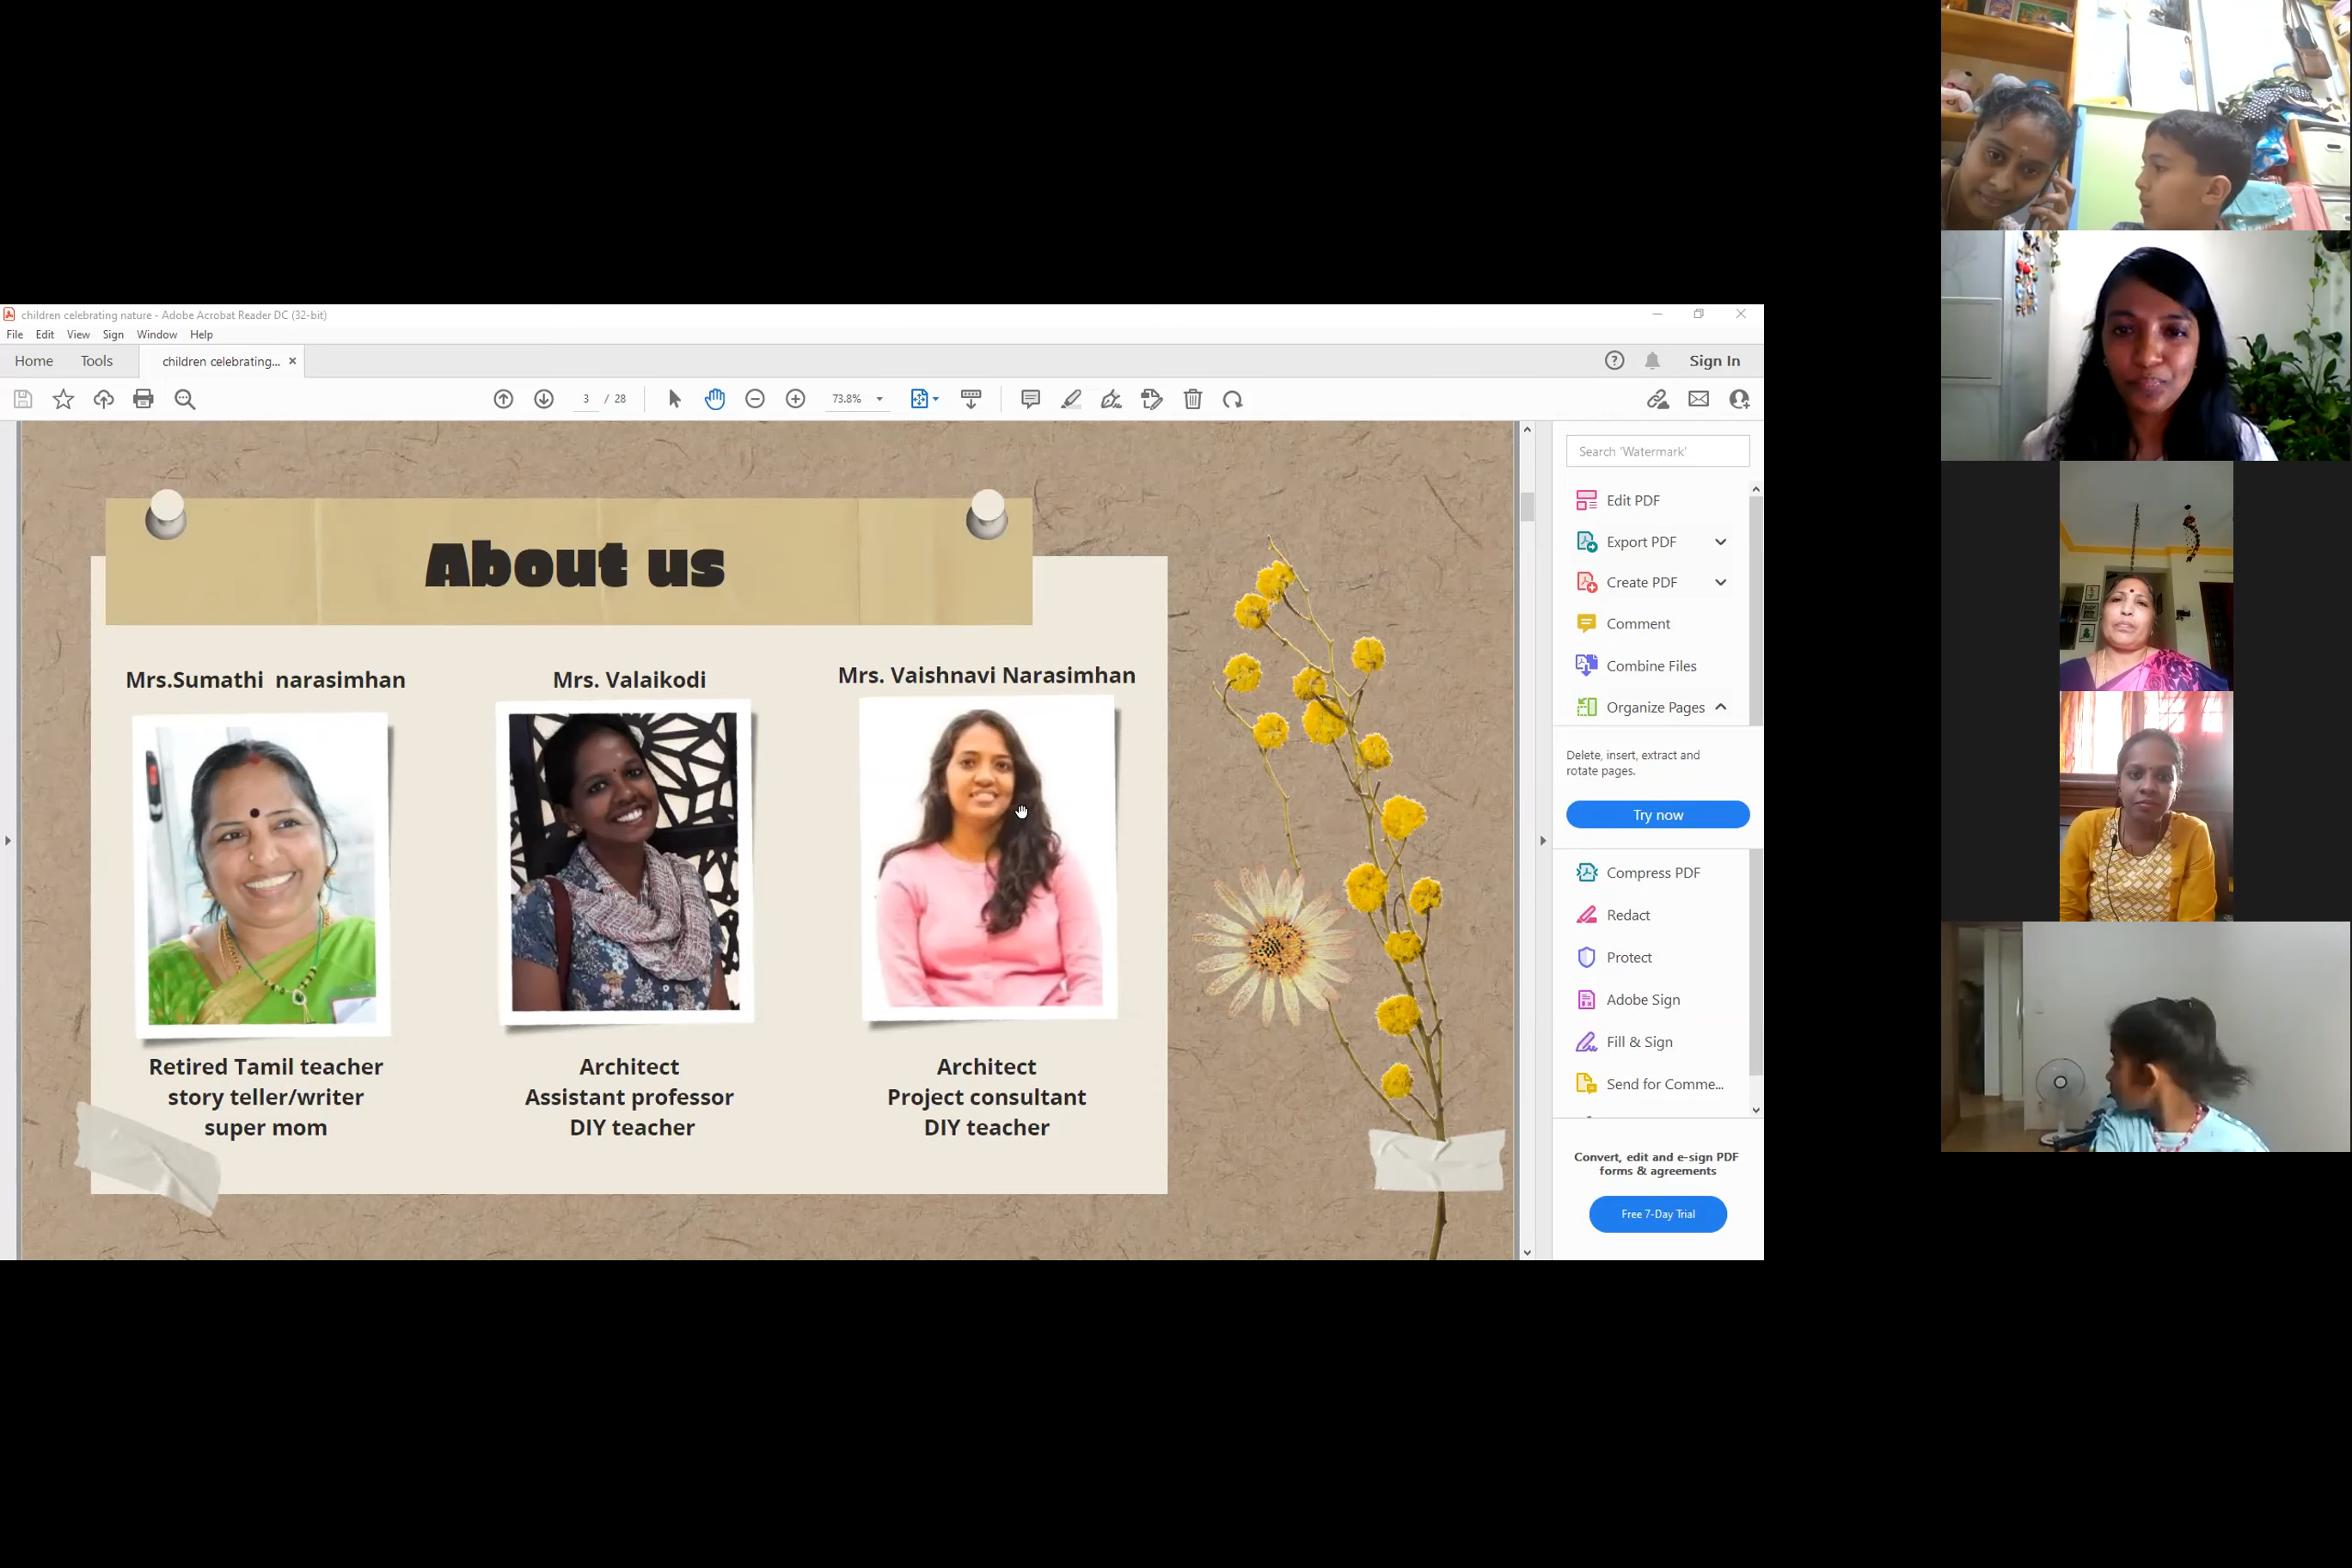 children celebrating nature - Adobe Acrobat Reader DC (32-bit)
File Edit View Sign Window Help
Home Tools children celebrating... × Sign In
3 / 28 73.8%
Search 'Watermark'
About us
Mrs.Sumathi narasimhan
Mrs. Valaikodi
Mrs. Vaishnavi Narasimhan
Retired Tamil teacher
story teller/writer
super mom
Architect
Assistant professor
DIY teacher
Architect
Project consultant
DIY teacher
Edit PDF
Export PDF
Create PDF
Comment
Combine Files
Organize Pages
Delete, insert, extract and
rotate pages.
Try now
Compress PDF
Redact
Protect
Adobe Sign
Fill & Sign
Send for Comme...
Convert, edit and e-sign PDF
forms & agreements
Free 7-Day Trial